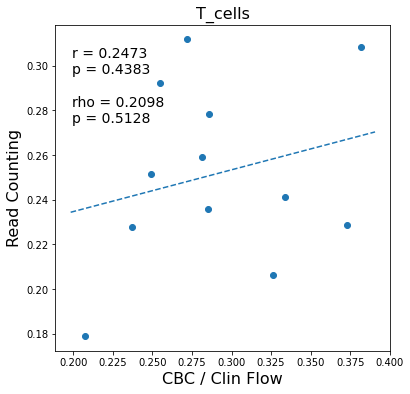 T_cells
r = 0.2473
p = 0.4383
rho = 0.2098
p = 0.5128
Read Counting
0.30
0.28
0.26
0.24
0.22
0.20
0.18
0.200 0.225 0.250 0.275 0.300 0.325 0.350 0.375 0.400
CBC / Clin Flow